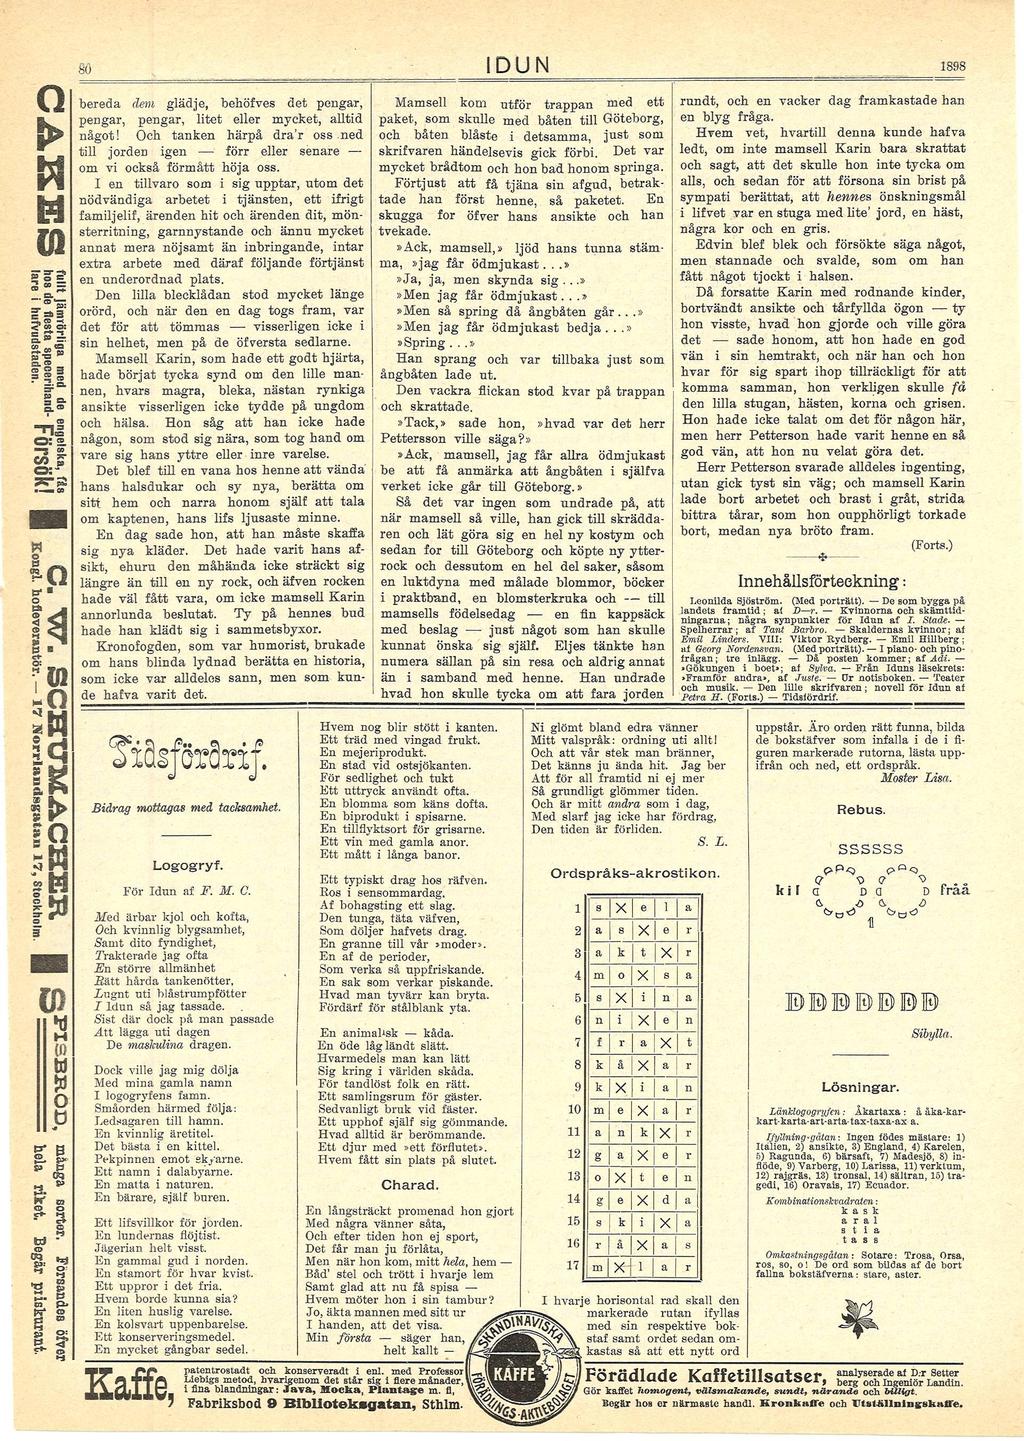 80
IDUN
1898
bereda dem glädje, behöfves det pengar,
pengar, pengar, litet eller mycket, alltid
något! Och tanken härpå dra'r oss ned
till jorden igen — förr eller senare —
om vi också förmått höja oss.
I en tillvaro som i sig upptar, utom det
nödvändiga arbetet i tjänsten, ett ifrigt
familjelif, ärenden hit och ärenden dit, mön-
sterritning, garnnystande och ännu mycket
annat mera nöjsamt än inbringande, intar
extra arbete med däraf följande förtjänst
en underordnad plats.
Den lilla blecklådan stod mycket länge
orörd, och när den en dag togs fram, var
det för att tömmas — visserligen icke i
sin helhet, men på de öfversta sedlarne.
Mamsell Karin, som hade ett godt hjärta,
hade börjat tycka synd om den lille man-
nen, hvars magra, bleka, nästan rynkiga
ansikte visserligen icke tydde på ungdom
och hälsa. Hon såg att han icke hade
någon, som stod sig nära, som tog hand om
vare sig hans yttre eller inre varelse.
Det blef till en vana hos henne att vända
hans halsdukar och sy nya, berätta om
sitt hem och narra honom själf att tala
om kaptenen, hans lifs ljusaste minne.
En dag sade hon, att han måste skaffa
sig nya kläder. Det hade varit hans af-
sikt, ehuru den måhända icke sträckt sig
längre än till en ny rock, och äfven rocken
hade väl fått vara, om icke mamsell Karin
annorlunda beslutat. Ty på hennes bud
hade han klädt sig i sammetsbyxor.
Kronofogden, som var humorist, brukade
om hans blinda lydnad berätta en historia,
som icke var alldeles sann, men som kun-
de hafva varit det.
Mamsell kom utför trappan med ett
paket, som skulle med båten till Göteborg,
och båten blåste i detsamma, just som
skrifvaren händelsevis gick förbi. Det var
mycket brådtom och hon bad honom springa.
Förtjust att få tjäna sin afgud, betrak-
tade han först henne, så paketet. En
skugga for öfver hans ansikte och han
tvekade.
»Ack, mamsell,» ljöd hans tunna stäm-
ma, »jag får ödmjukast . . .»
»Ja, ja, men skynda sig . . .»
»Men jag får ödmjukast . . .»
»Men så spring då ångbåten går . . .»
»Men jag får ödmjukast bedja . . .»
»Spring . . .»
Han sprang och var tillbaka just som
ångbåten lade ut.
Den vackra flickan stod kvar på trappan
och skrattade.
»Tack,» sade hon, »hvad var det herr
Pettersson ville säga?»
»Ack, mamsell, jag får allra ödmjukast
be att få anmärka att ångbåten i själfva
verket icke går till Göteborg.»
Så det var ingen som undrade på, att
när mamsell så ville, han gick till skrädda-
ren och lät göra sig en hel ny kostym och
sedan for till Göteborg och köpte ny ytter-
rock och dessutom en hel del saker, såsom
en luktdyna med målade blommor, böcker
i praktband, en blomsterkruka och — till
mamsells födelsedag — en fin kappsäck
med beslag — just något som han skulle
kunnat önska sig själf. Eljes tänkte han
numera sällan på sin resa och aldrig annat
än i samband med henne. Han undrade
hvad hon skulle tycka om att fara jorden
rundt, och en vacker dag framkastade han
en blyg fråga.
Hvem vet, hvartill denna kunde hafva
ledt, om inte mamsell Karin bara skrattat
och sagt, att det skulle hon inte tycka om
alls, och sedan för att försona sin brist på
sympati berättat, att hennes önskningsmål
i lifvet var en stuga med lite' jord, en häst,
några kor och en gris.
Edvin blef blek och försökte säga något,
men stannade och svalde, som om han
fått något tjockt i halsen.
Då forsatte Karin med rodnande kinder,
bortvändt ansikte och tårfyllda ögon — ty
hon visste, hvad hon gjorde och ville göra
det — sade honom, att hon hade en god
vän i sin hemtrakt, och när han och hon
hvar för sig spart ihop tillräckligt för att
komma samman, hon verkligen skulle få
den lilla stugan, hästen, korna och grisen.
Hon hade icke talat om det för någon här,
men herr Petterson hade varit henne en så
god vän, att hon nu velat göra det.
Herr Petterson svarade alldeles ingenting,
utan gick tyst sin väg; och mamsell Karin
lade bort arbetet och brast i gråt, strida
bittra tårar, som hon oupphörligt torkade
bort, medan nya bröto fram.
(Forts.)
Innehållsförteckning:
Leonilda Sjöström. (Med porträtt). — De som bygga på
landets framtid; af D—r. — Kvinnorna och skämttid-
ningarna; några synpunkter för Idun af I. Stade. —
Spelherrar; af Tant Barbro. — Skaldernas kvinnor; af
Emil Linders. VIII: Viktor Rydberg. — Emil Hillberg;
af Georg Nordensvan. (Med porträtt). — I piano- och pino-
frågan; tre inlägg. — Då posten kommer; af Adi. —
»Gökungen i boet»; af Sylva. — Från Iduns läsekrets:
»Framför andra», af Juste. — Ur notisboken. — Teater
och musik. — Den lille skrifvaren; novell för Idun af
Petra H. (Forts.) — Tidsfördrif.
Tidsfördrif.
Bidrag mottagas med tacksamhet.
Logogryf.
För Idun af F. M. C.
Med ärbar kjol och kofta,
Och kvinnlig blygsamhet,
Samt dito fyndighet,
Trakterade jag ofta
En större allmänhet
Rätt hårda tankenötter,
Lugnt uti blåstrumpfötter
I Idun så jag tassade.
Sist där dock på man passade
Att lägga uti dagen
De maskulina dragen.
Dock ville jag mig dölja
Med mina gamla namn
I logogryfens famn.
Småorden härmed följa:
Ledsagaren till hamn.
En kvinnlig äretitel.
Det bästa i en kittel.
Pekpinnen emot skyarne.
Ett namn i dalabyarne.
En matta i naturen.
En bärare, själf buren.
Ett lifsvillkor för jorden.
En lundernas flöjtist.
Jägerian helt visst.
En gammal gud i norden.
En stamort för hvar kvist.
Ett uppror i det fria.
Hvem borde kunna sia?
En liten huslig varelse.
En kolsvart uppenbarelse.
Ett konserveringsmedel.
En mycket gångbar sedel.
Hvem nog blir stött i kanten.
Ett träd med vingad frukt.
En mejeriprodukt.
En stad vid ostsjökanten.
För sedlighet och tukt
Ett uttryck användt ofta.
En blomma som käns dofta.
En biprodukt i spisarne.
En tillflyktsort för grisarne.
Ett vin med gamla anor.
Ett mått i långa banor.
Ett typiskt drag hos räfven.
Ros i sensommardag.
Af bohagsting ett slag.
Den tunga, täta väfven,
Som döljer hafvets drag.
En granne till vår »moder».
En af de perioder,
Som verka så uppfriskande.
En sak som verkar piskande.
Hvad man tyvärr kan bryta.
Fördärf för stålblank yta.
En animalsk — kåda.
En öde låg ländt slätt.
Hvarmedels man kan lätt
Sig kring i världen skåda.
För tandlöst folk en rätt.
Ett samlingsrum för gäster.
Sedvanligt bruk vid fäster.
Ett upphof själf sig gömmande.
Hvad alltid är berömmande.
Ett djur med »ett förflutet».
Hvem fått sin plats på slutet.
Charad.
En långsträckt promenad hon gjort
Med några vänner såta,
Och efter tiden hon ej sport,
Det får man ju förlåta,
Men när hon kom, mitt hela, hem —
Båd' stel och trött i hvarje lem
Samt glad att nu få spisa —
Hvem möter hon i sin tambur?
Jo, äkta mannen med sitt ur
I handen, att det visa.
Min första — säger han,
helt kallt —
Ni glömt bland edra vänner
Mitt valspråk: ordning uti allt!
Och att vår stek man bränner,
Det känns ju ända hit. Jag ber
Att för all framtid ni ej mer
Så grundligt glömmer tiden.
Och är mitt andra som i dag,
Med slarf jag icke har fördrag,
Den tiden är förliden.
S. L.
Ordspråks-akrostikon.
1 s X e l a
2 a s X e r
3 a k t X r
4 m o X s a
5 s X i n a
6 n i X e n
7 f r a X t
8 k å X a r
9 k X i a n
10 m e X a r
11 a n k X r
12 g a X e r
13 o X t e n
14 g e X d a
15 s k i X a
16 r å X a s
17 m X l a r
I hvarje horisontal rad skall den
markerade rutan ifyllas
med sin respektive bok-
staf samt ordet sedan om-
kastas så att ett nytt ord
uppstår. Äro orden rätt funna, bilda
de bokstäfver som infalla i de i fi-
guren markerade rutorna, lästa upp-
ifrån och ned, ett ordspråk.
Moster Lisa.
Rebus.
SSSSSS
kil
fråå
Sibylla.
Lösningar.
Länklogogryfen: Åkartaxa: å åka-kar-
kart-karta-art-arta-tax-taxa-ax a.
Ifyllning-gåtan: Ingen födes mästare: 1)
Italien, 2) ansikte, 3) England, 4) Karelen,
5) Ragunda, 6) bärsaft, 7) Madesjö, 8) in-
flöde, 9) Varberg, 10) Larissa, 11) verktum,
12) rajgräs, 13) tronsal, 14) sältran, 15) tra-
gedi, 16) Oravais, 17) Ecuador.
Kombinationskvadraten:
k a s k
a r a l
s t i a
t a s s
Omkastningsgåtan: Sotare: Trosa, Orsa,
ros, so, o! De ord som bildas af de bort
fallna bokstäfverna: stare, aster.
CAKES
fullt jämförliga med de engelska, fås
hos de flesta specerihand-
lare i hufvudstaden.
Försök!
C. W. SCHUMACHER
Kongl. hofleverantör. — 17 Norrlandsgatan 17, Stockholm.
SPISBRÖD,
många sorter. Försändes öfver
hela riket. Begär priskurant.
Kaffe,
patentrostadt och konserveradt i enl. med Professor
Liebigs metod, hvarigenom det står sig i flere månader,
i fina blandningar: Java, Mocka, Plantage m. fl,
Fabriksbod 9 Biblioteksgatan, Sthlm.
SKANDINAVISKA
KAFFE
FÖRÄDLINGS-AKTIEBOLAGET
Förädlade Kaffetillsatser, analyserade af D:r Setter
berg och Ingeniör Landin.
Gör kaffet homogent, välsmakande, sundt, närande och billigt.
Begär hos er närmaste handl. Kronkaffe och Utställningskaffe.